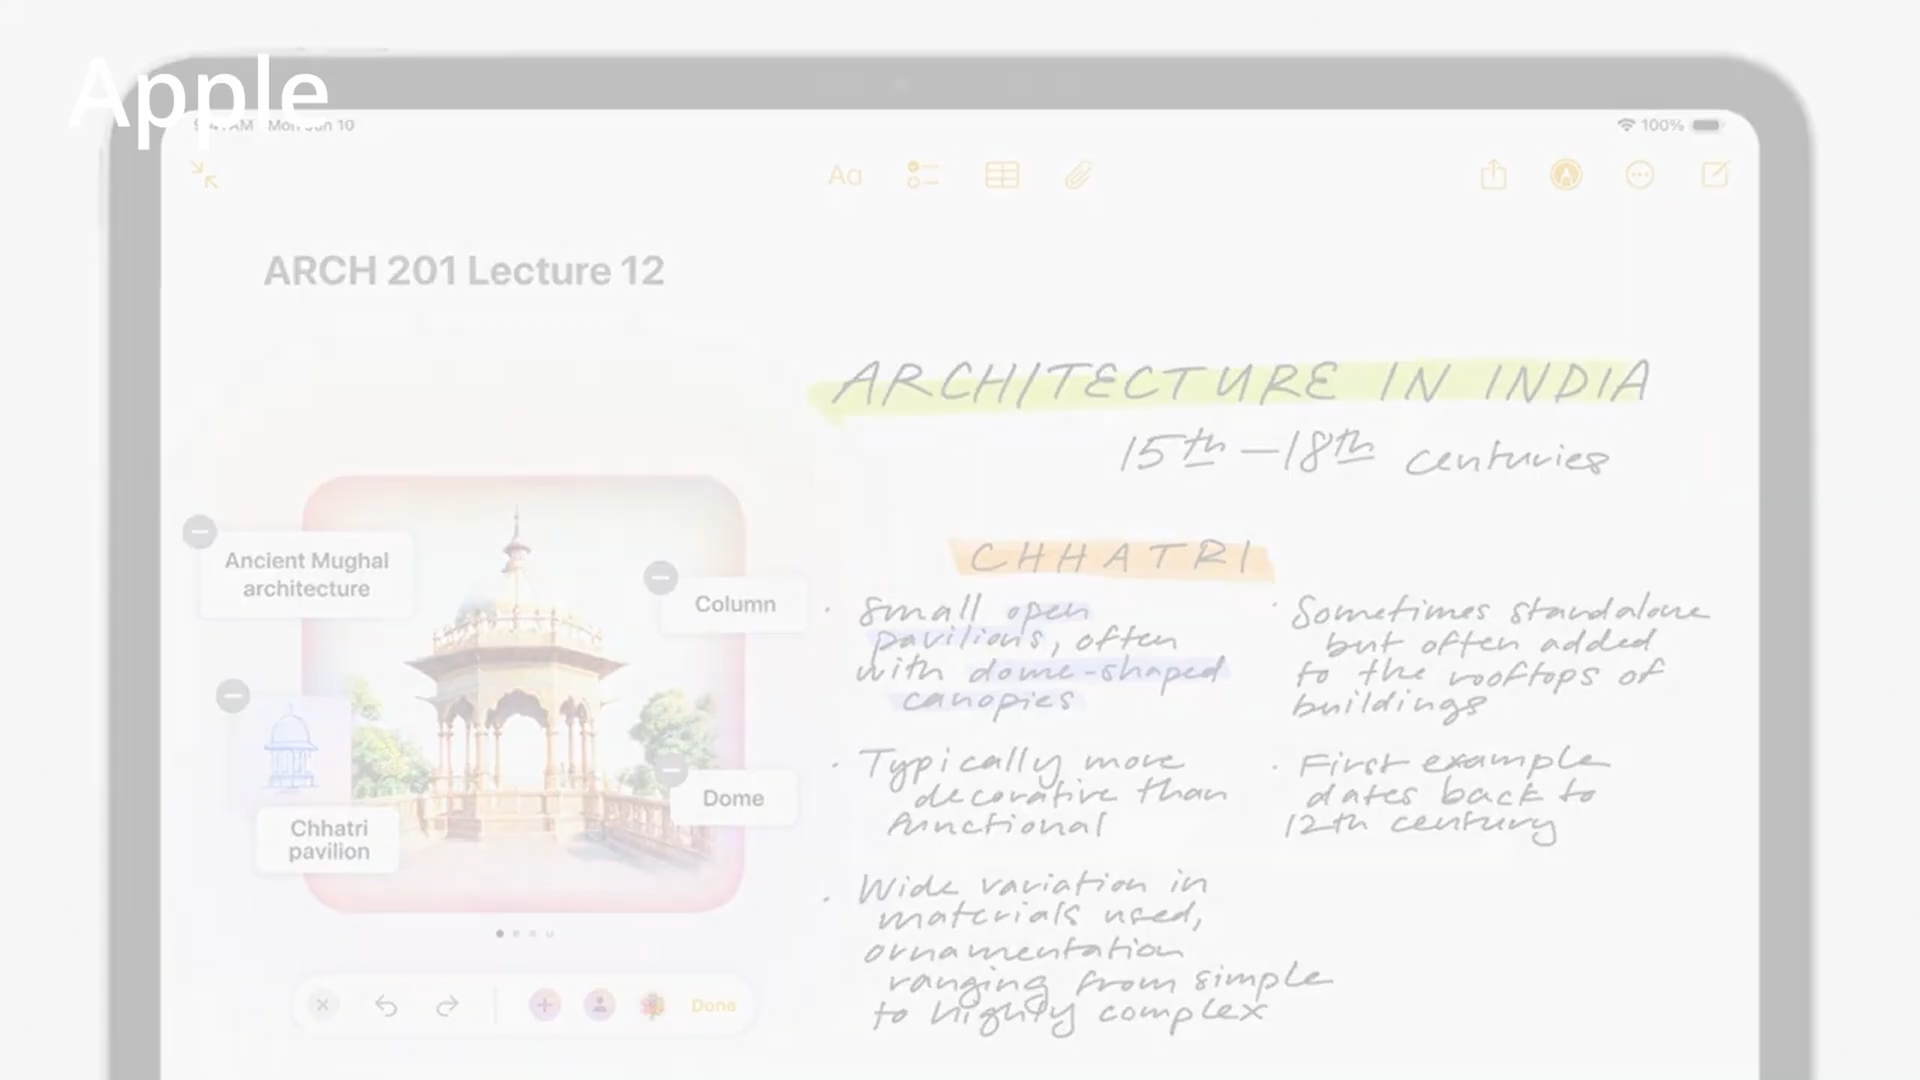 Apple
AM Mon Jun 10
100%
Aa
ARCH 201 Lecture 12
ARCHITECTURE IN INDIA
15th – 18th centuries
Ancient Mughal
architecture
Column
Chhatri
pavilion
Dome
Done
CHHATRI
· Small open
pavilions, often
with dome-shaped
canopies
· Typically more
decorative than
functional
· Wide variation in
materials used,
ornamentation
ranging from simple
to highly complex
· Sometimes standalone
but often added
to the rooftops of
buildings
· First example
dates back to
12th century